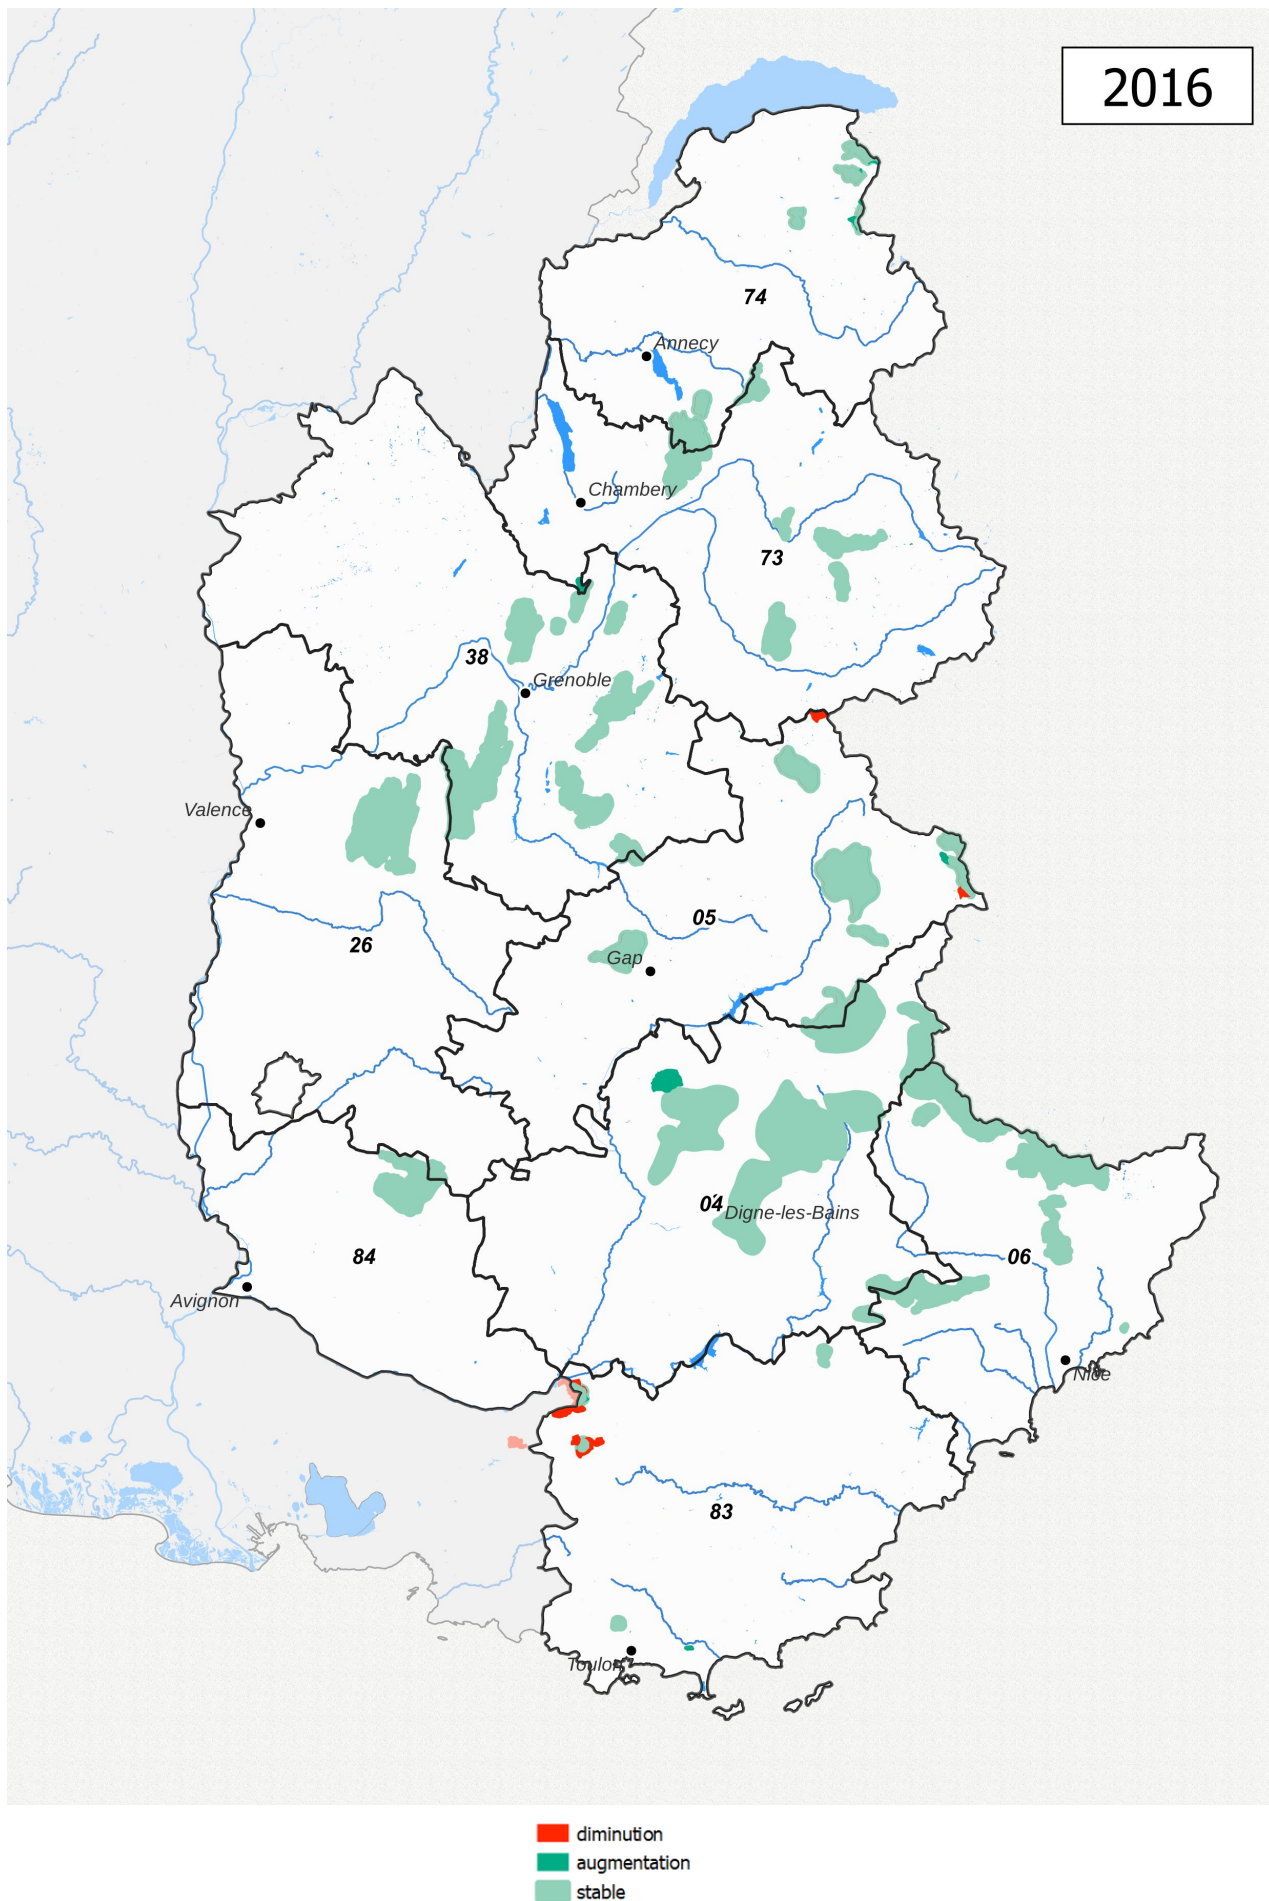 2016
74
Annecy
Chambery
73
38
Grenoble
Valence
05
26
Gap
04
Digne-les-Bains
84
06
Avignon
Nice
83
Toulon
diminution
augmentation
stable